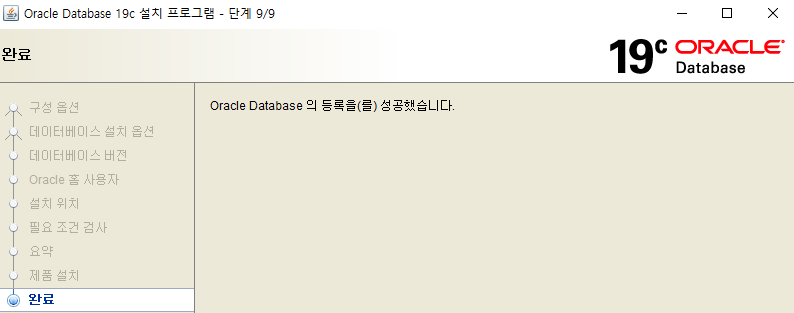 Oracle Database 19c 설치 프로그램 - 단계 9/9
완료
19c ORACLE
Database
구성 옵션
데이터베이스 설치 옵션
데이터베이스 버전
Oracle 홈 사용자
설치 위치
필요 조건 검사
요약
제품 설치
완료
Oracle Database 의 등록을(를) 성공했습니다.